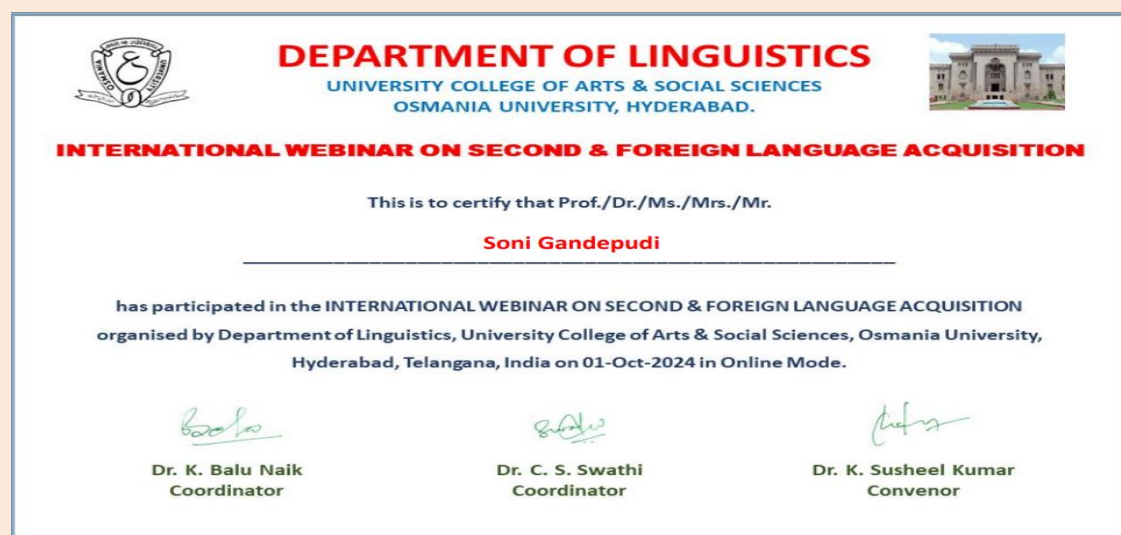 DEPARTMENT OF LINGUISTICS
UNIVERSITY COLLEGE OF ARTS & SOCIAL SCIENCES
OSMANIA UNIVERSITY, HYDERABAD.
INTERNATIONAL WEBINAR ON SECOND & FOREIGN LANGUAGE ACQUISITION
This is to certify that Prof./Dr./Ms./Mrs./Mr.
Soni Gandepudi
has participated in the INTERNATIONAL WEBINAR ON SECOND & FOREIGN LANGUAGE ACQUISITION
organised by Department of Linguistics, University College of Arts & Social Sciences, Osmania University,
Hyderabad, Telangana, India on 01-Oct-2024 in Online Mode.
Dr. K. Balu Naik
Dr. C. S. Swathi
Dr. K. Susheel Kumar
Coordinator
Coordinator
Convenor